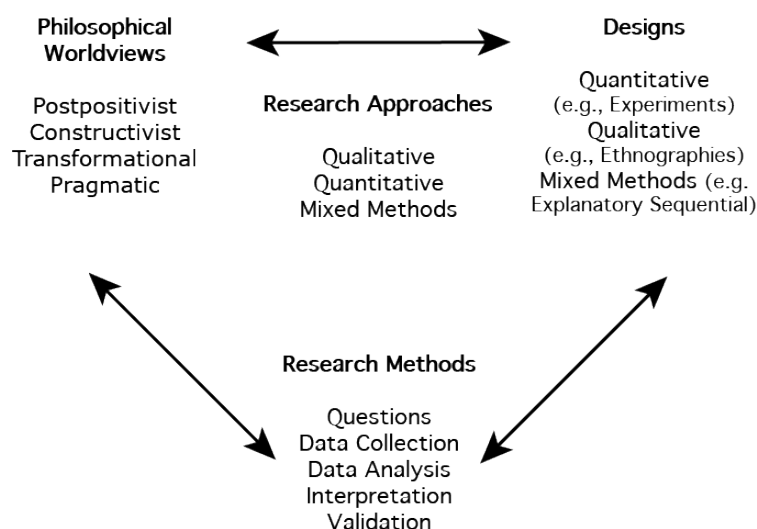 Philosophical
Worldviews
Postpositivist
Constructivist
Transformational
Pragmatic
Research Approaches
Qualitative
Quantitative
Mixed Methods
Designs
Quantitative
(e.g., Experiments)
Qualitative
(e.g., Ethnographies)
Mixed Methods (e.g.
Explanatory Sequential)
Research Methods
Questions
Data Collection
Data Analysis
Interpretation
Validation